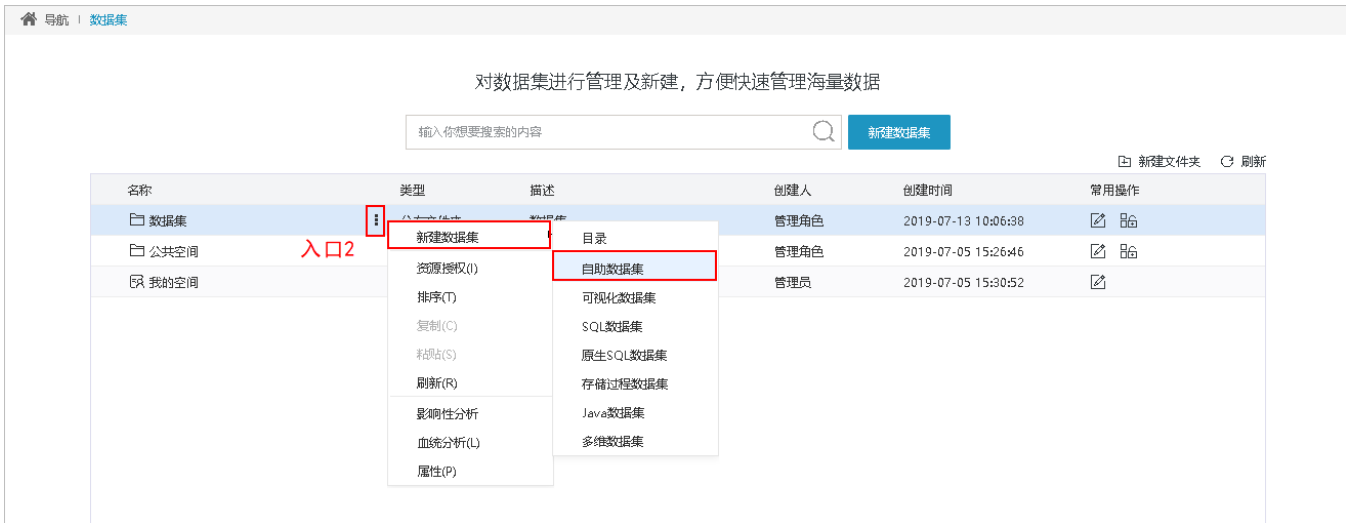 导航 | 数据集
对数据集进行管理及新建，方便快速管理海量数据
输入你想要搜索的内容
新建数据集
新建文件夹 刷新
名称 类型 描述 创建人 创建时间 常用操作
数据集 管理角色 2019-07-13 10:06:38
公共空间 管理角色 2019-07-05 15:26:46
我的空间 管理员 2019-07-05 15:30:52
入口2
新建数据集
资源授权(I)
排序(T)
复制(C)
粘贴(S)
刷新(R)
影响性分析
血统分析(L)
属性(P)
目录
自助数据集
可视化数据集
SQL数据集
原生SQL数据集
存储过程数据集
Java数据集
多维数据集